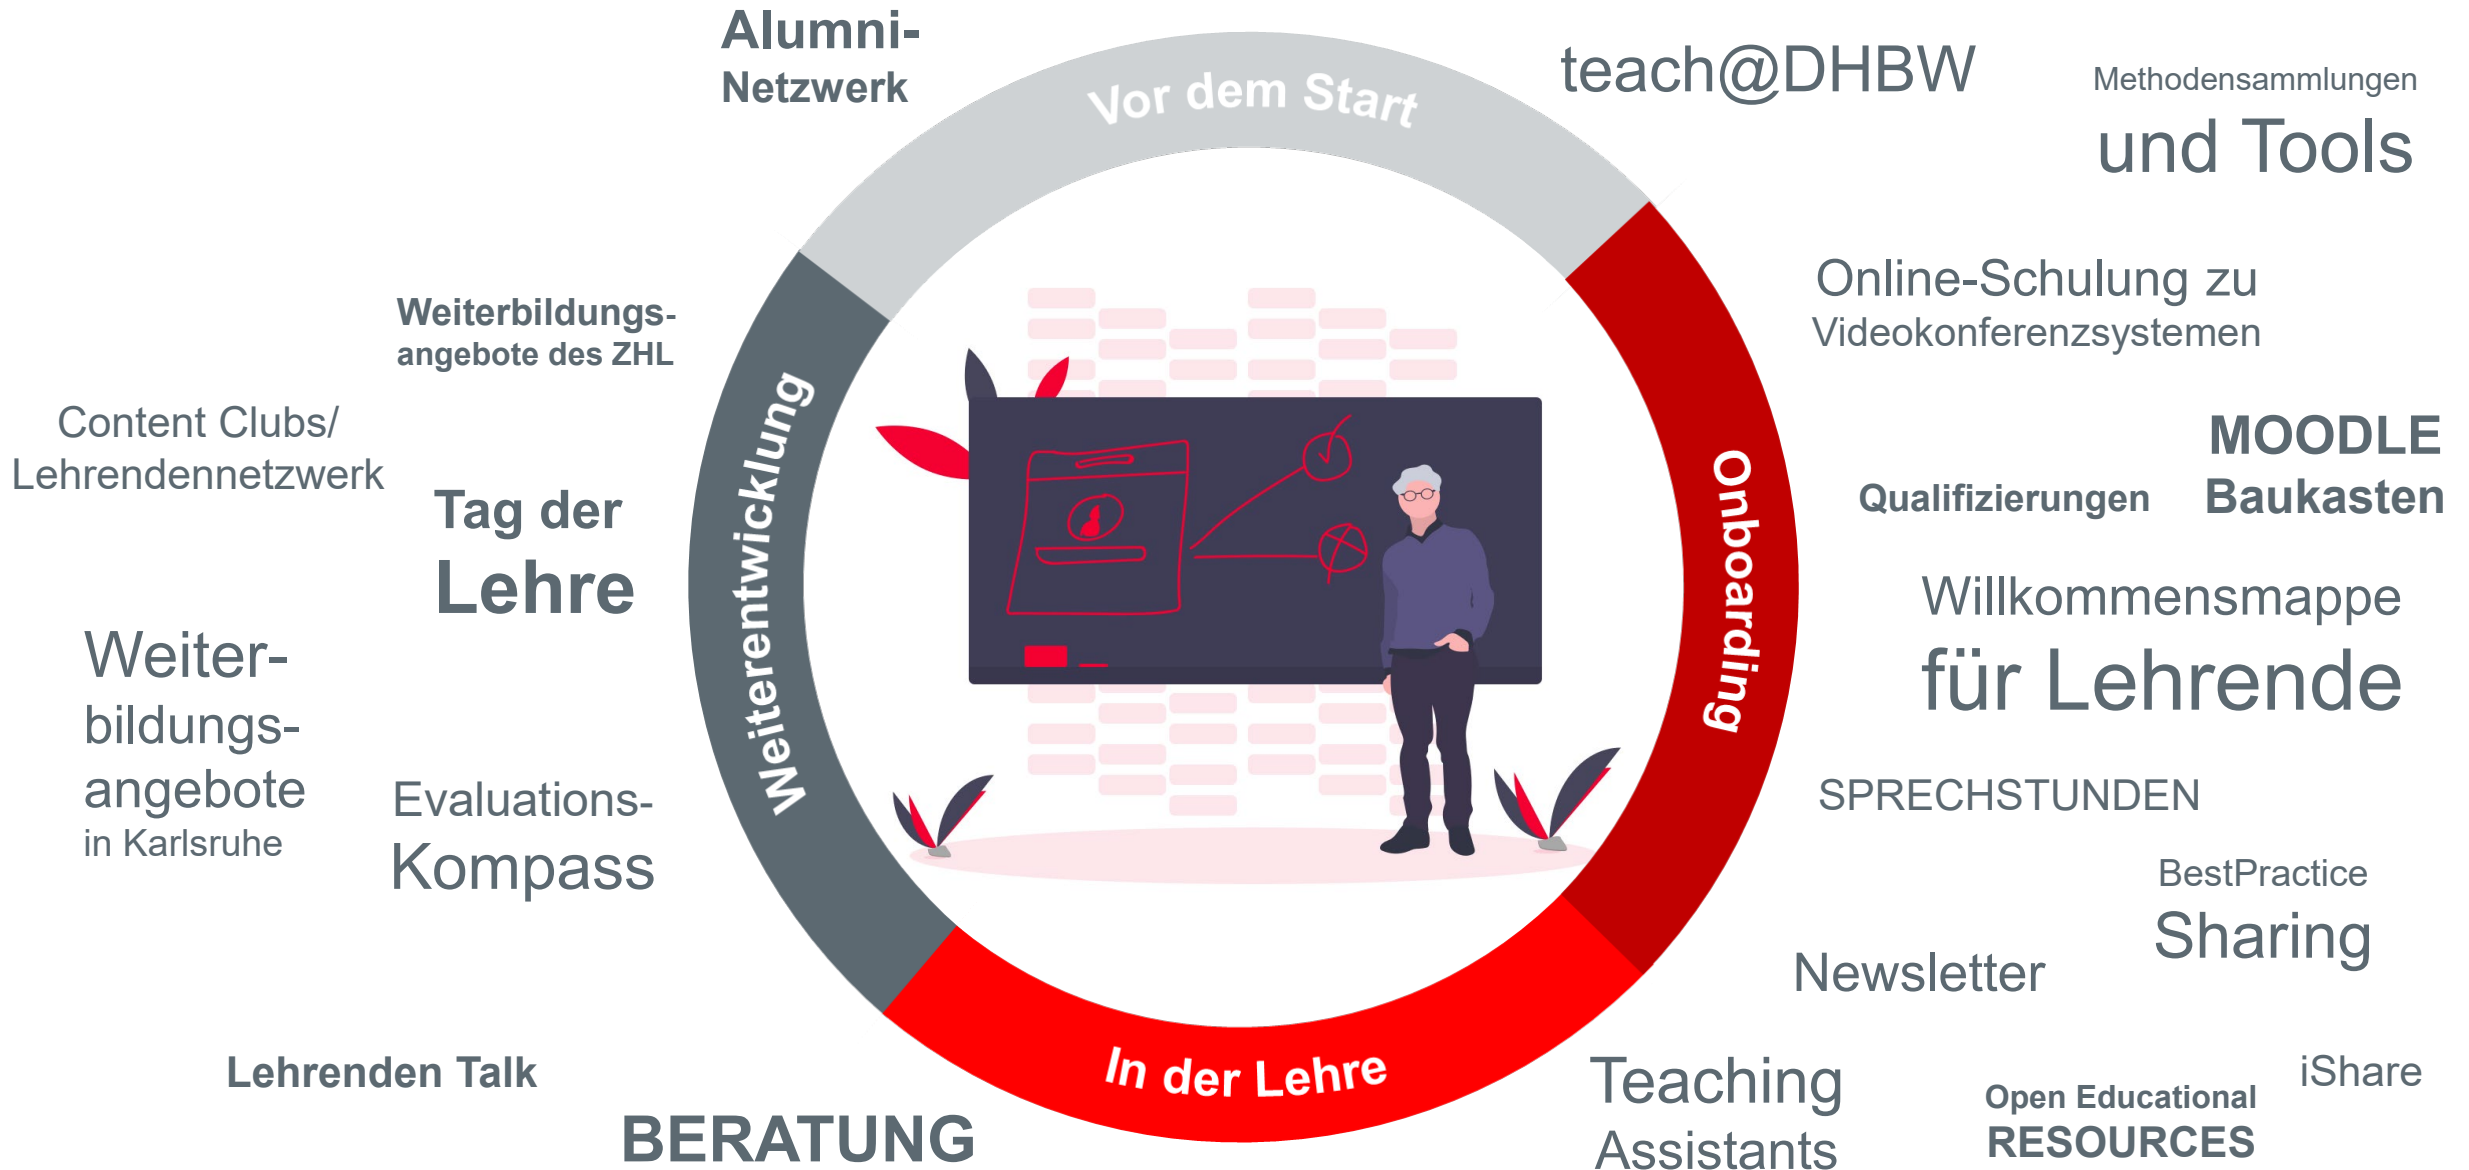 Alumni-
Netzwerk
Vor dem Start
teach@DHBW
Methodensammlungen
und Tools
Online-Schulung zu
Videokonferenzsystemen
Weiterbildungs-
angebote des ZHL
Content Clubs/
Lehrendennetzwerk
MOODLE
Baukasten
Qualifizierungen
Tag der
Lehre
Weiterentwicklung
Onboarding
Willkommensmappe
für Lehrende
Weiter-
bildungs-
angebote
in Karlsruhe
Evaluations-
Kompass
SPRECHSTUNDEN
BestPractice
Sharing
Newsletter
In der Lehre
Lehrenden Talk
BERATUNG
Teaching
Assistants
Open Educational
RESOURCES
iShare